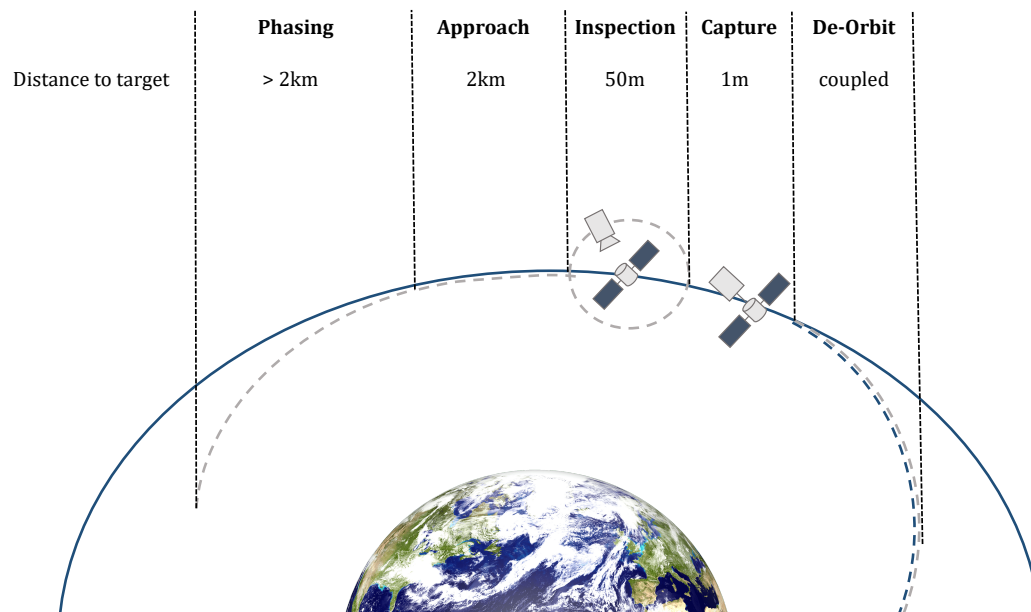 Phasing Approach Inspection Capture De-Orbit
Distance to target > 2km 2km 50m 1m coupled